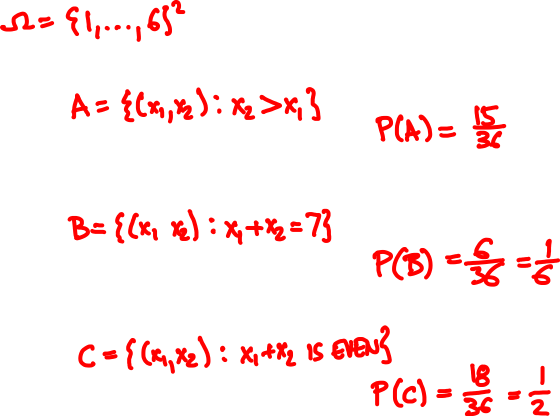 Ω = {1,...,6}²
A = {(x₁,x₂) : x₂ > x₁}
P(A) = 15/36
B = {(x₁ x₂) : x₁+x₂ = 7}
P(B) = 6/36 = 1/6
C = {(x₁,x₂) : x₁+x₂ IS EVEN}
P(C) = 18/36 = 1/2